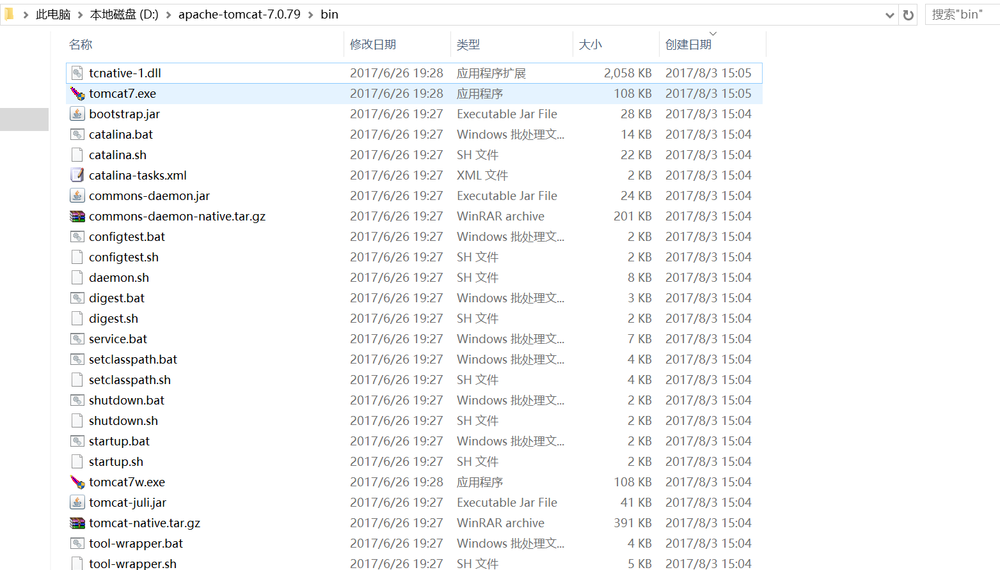 此电脑 本地磁盘 (D:) apache-tomcat-7.0.79 bin 搜索"bin"
名称 修改日期 类型 大小 创建日期
tcnative-1.dll 2017/6/26 19:28 应用程序扩展 2,058 KB 2017/8/3 15:05
tomcat7.exe 2017/6/26 19:28 应用程序 108 KB 2017/8/3 15:05
bootstrap.jar 2017/6/26 19:27 Executable Jar File 28 KB 2017/8/3 15:04
catalina.bat 2017/6/26 19:27 Windows 批处理文... 14 KB 2017/8/3 15:04
catalina.sh 2017/6/26 19:27 SH 文件 22 KB 2017/8/3 15:04
catalina-tasks.xml 2017/6/26 19:27 XML 文件 2 KB 2017/8/3 15:04
commons-daemon.jar 2017/6/26 19:27 Executable Jar File 24 KB 2017/8/3 15:04
commons-daemon-native.tar.gz 2017/6/26 19:27 WinRAR archive 201 KB 2017/8/3 15:04
configtest.bat 2017/6/26 19:27 Windows 批处理文... 2 KB 2017/8/3 15:04
configtest.sh 2017/6/26 19:27 SH 文件 2 KB 2017/8/3 15:04
daemon.sh 2017/6/26 19:27 SH 文件 8 KB 2017/8/3 15:04
digest.bat 2017/6/26 19:27 Windows 批处理文... 3 KB 2017/8/3 15:04
digest.sh 2017/6/26 19:27 SH 文件 2 KB 2017/8/3 15:04
service.bat 2017/6/26 19:27 Windows 批处理文... 7 KB 2017/8/3 15:04
setclasspath.bat 2017/6/26 19:27 Windows 批处理文... 4 KB 2017/8/3 15:04
setclasspath.sh 2017/6/26 19:27 SH 文件 4 KB 2017/8/3 15:04
shutdown.bat 2017/6/26 19:27 Windows 批处理文... 2 KB 2017/8/3 15:04
shutdown.sh 2017/6/26 19:27 SH 文件 2 KB 2017/8/3 15:04
startup.bat 2017/6/26 19:27 Windows 批处理文... 2 KB 2017/8/3 15:04
startup.sh 2017/6/26 19:27 SH 文件 2 KB 2017/8/3 15:04
tomcat7w.exe 2017/6/26 19:28 应用程序 108 KB 2017/8/3 15:04
tomcat-juli.jar 2017/6/26 19:27 Executable Jar File 41 KB 2017/8/3 15:04
tomcat-native.tar.gz 2017/6/26 19:27 WinRAR archive 391 KB 2017/8/3 15:04
tool-wrapper.bat 2017/6/26 19:27 Windows 批处理文... 4 KB 2017/8/3 15:04
tool-wrapper.sh 2017/6/26 19:27 SH 文件 5 KB 2017/8/3 15:04